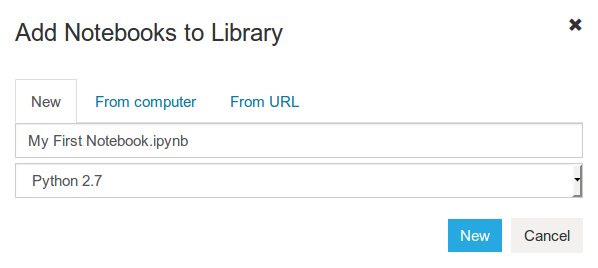 Add Notebooks to Library
New From computer From URL
My First Notebook.ipynb
Python 2.7
New Cancel